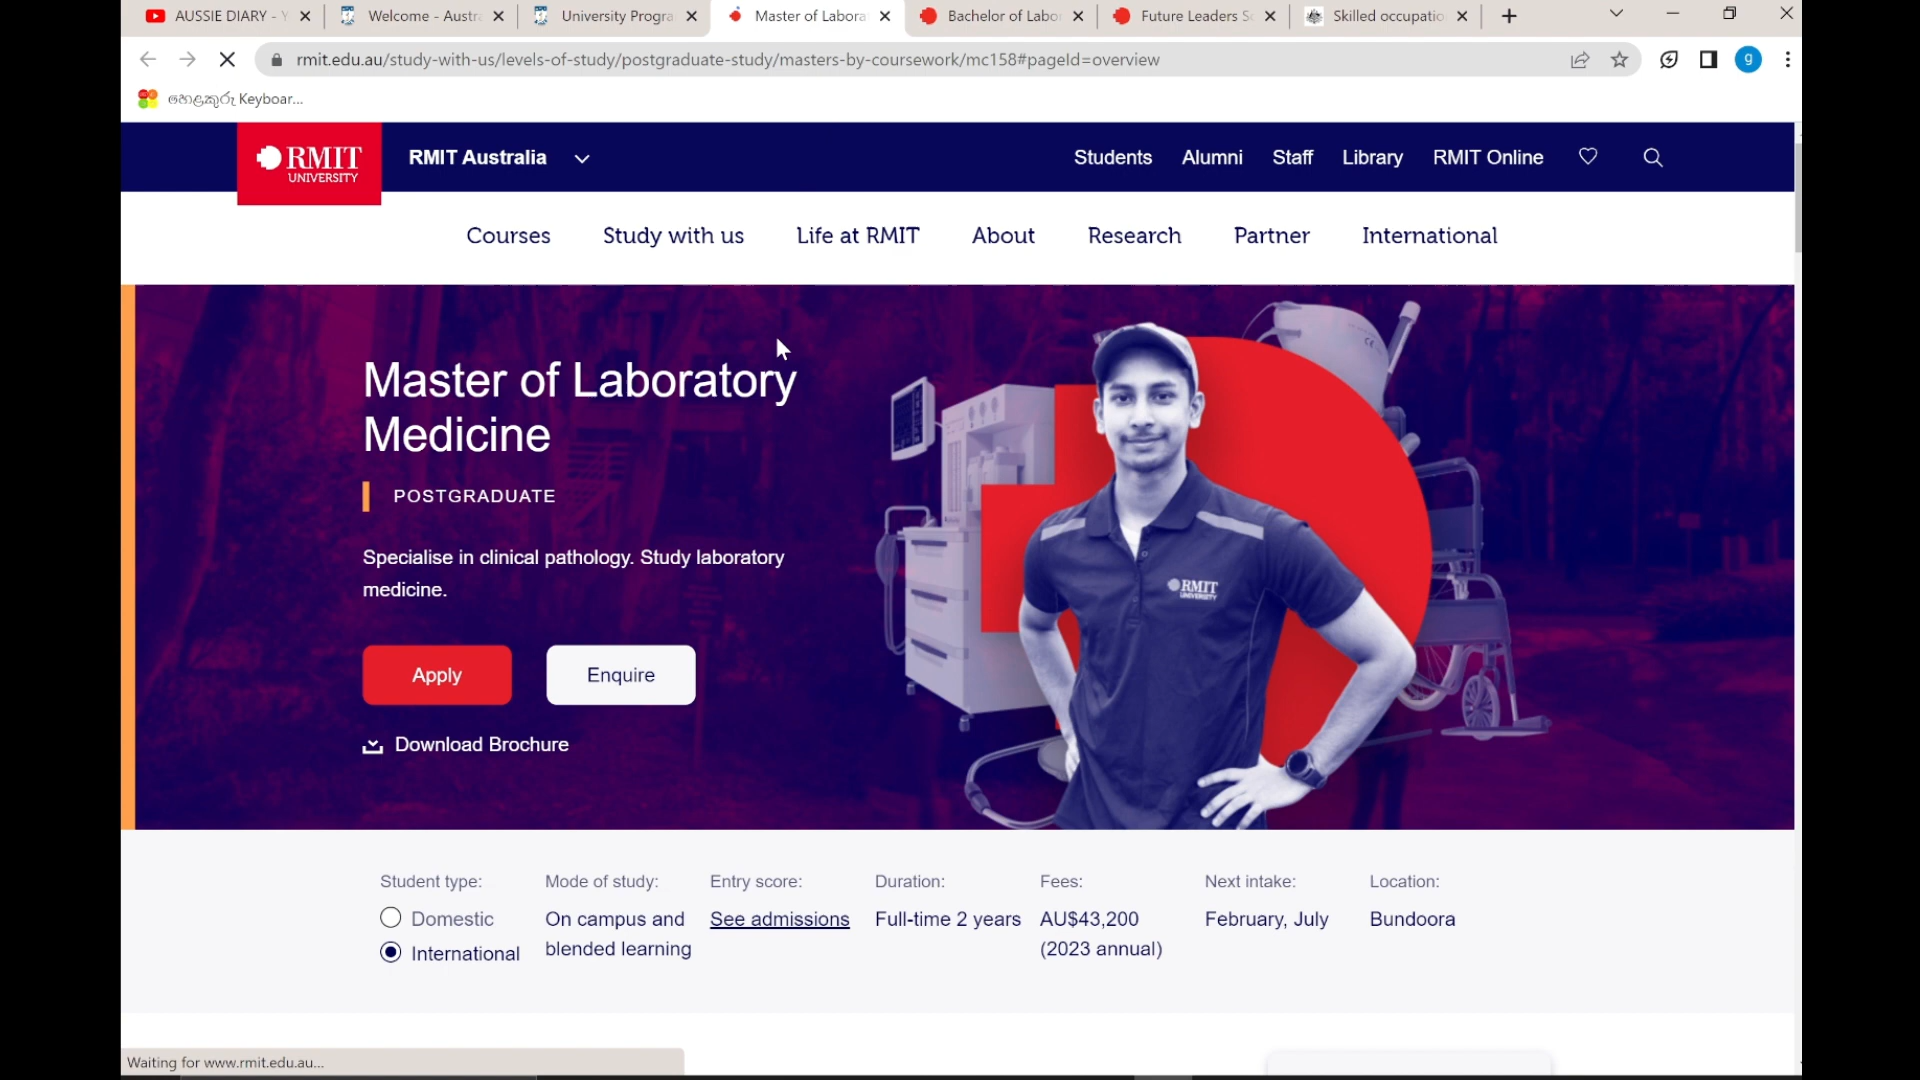 AUSSIE DIARY - Y
Welcome - Austra
University Progra
Master of Labora
Bachelor of Labo
Future Leaders Sc
Skilled occupatio
rmit.edu.au/study-with-us/levels-of-study/postgraduate-study/masters-by-coursework/mc158#pageId=overview
g
හෙළකුරු Keyboar...
RMIT
UNIVERSITY
RMIT Australia
Students Alumni Staff Library RMIT Online
Courses Study with us Life at RMIT About Research Partner International
Master of Laboratory
Medicine
POSTGRADUATE
Specialise in clinical pathology. Study laboratory
medicine.
Apply Enquire
Download Brochure
RMIT
UNIVERSITY
Student type: Mode of study: Entry score: Duration: Fees: Next intake: Location:
Domestic On campus and See admissions Full-time 2 years AU$43,200 February, July Bundoora
International blended learning (2023 annual)
Waiting for www.rmit.edu.au...